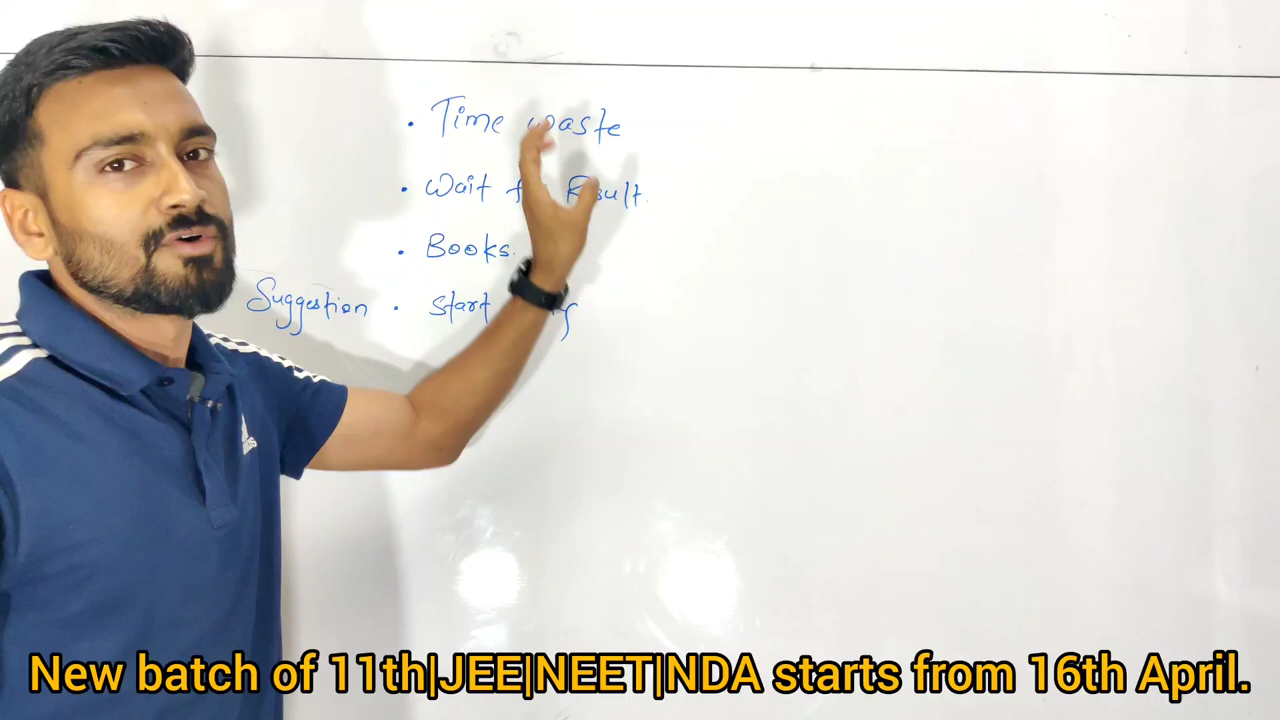 • Time waste
• Wait for Result.
• Books.
Suggestion • Start
New batch of 11th|JEE|NEET|NDA starts from 16th April.